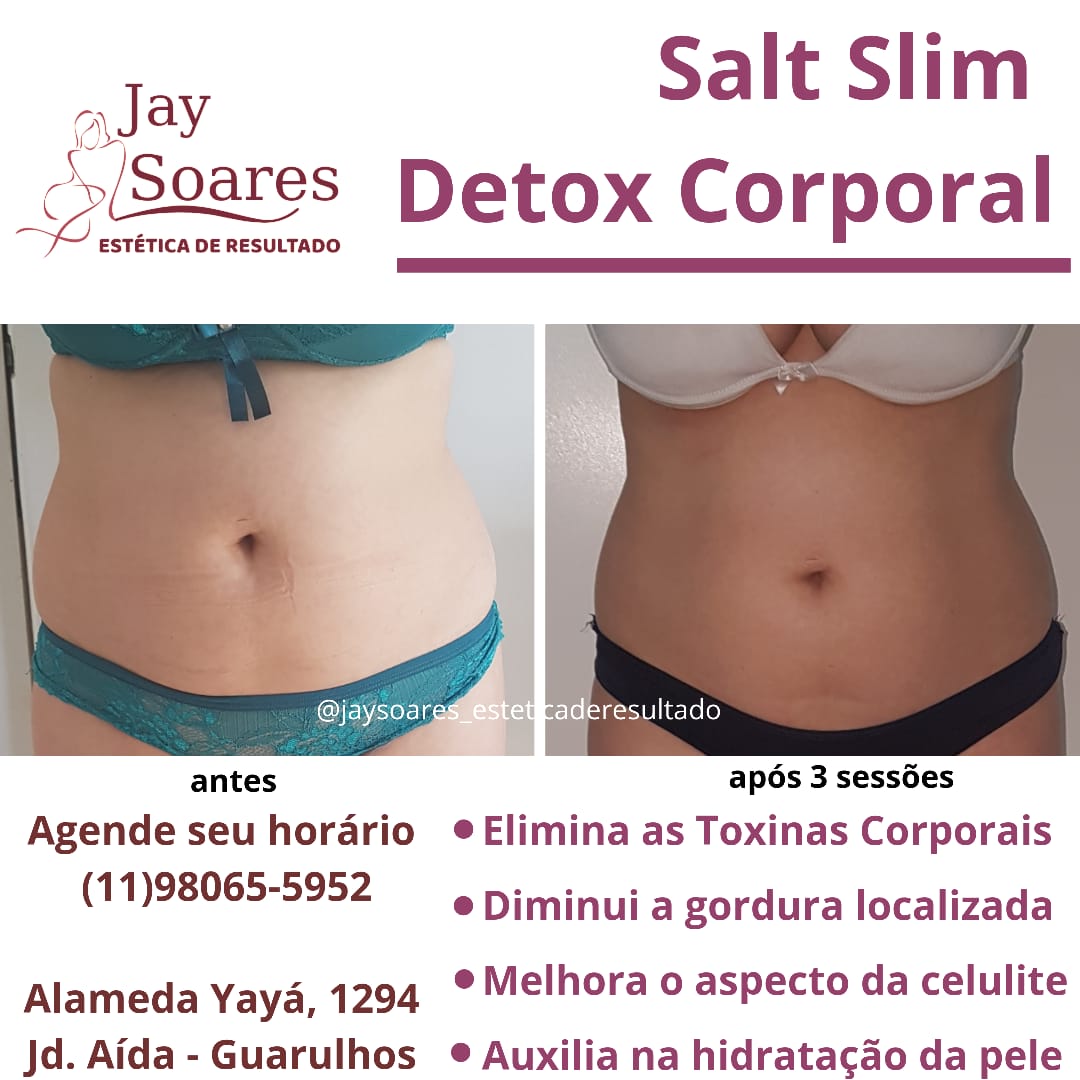 Jay
Soares
ESTÉTICA DE RESULTADO
Salt Slim
Detox Corporal
@jaysoares_esteticaderesultado
antes
após 3 sessões
Agende seu horário
(11)98065-5952
Alameda Yayá, 1294
Jd. Aída - Guarulhos
•Elimina as Toxinas Corporais
•Diminui a gordura localizada
•Melhora o aspecto da celulite
•Auxilia na hidratação da pele